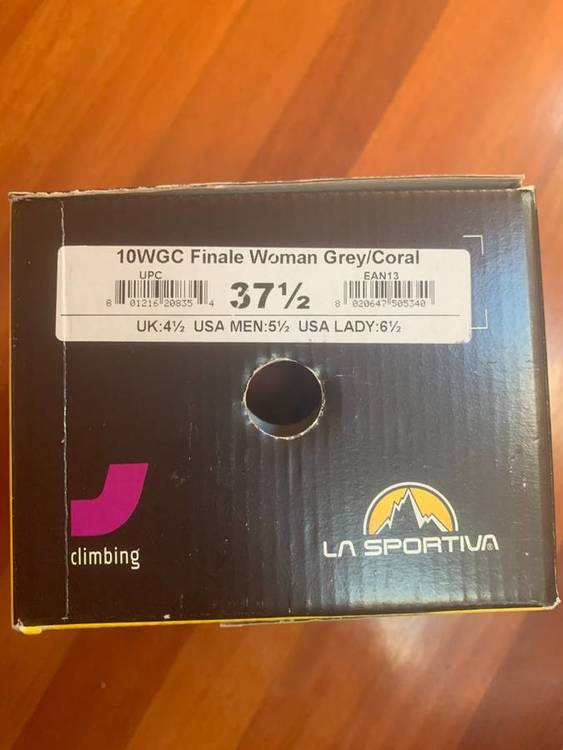 10WGC Finale Woman Grey/Coral
UPC EAN13
8 01216 20835 4 37½ 8 020647 505340
UK:4½ USA MEN:5½ USA LADY:6½
climbing
LA SPORTIVA®